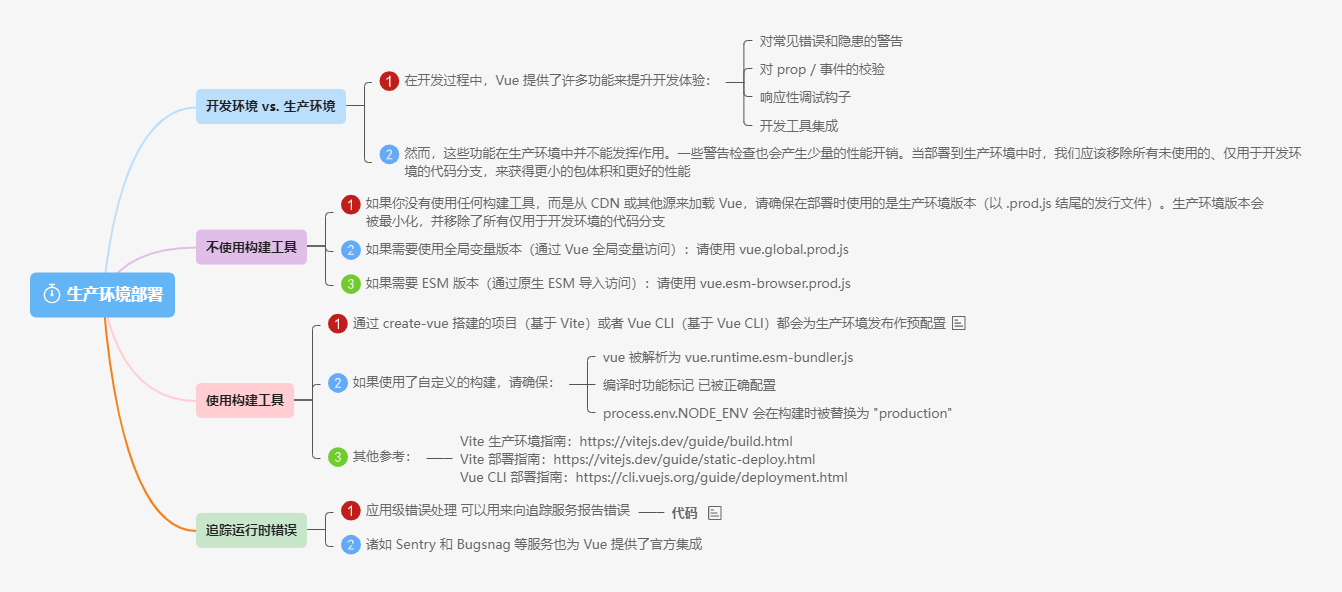 生产环境部署
开发环境 vs. 生产环境
1 在开发过程中，Vue 提供了许多功能来提升开发体验：
对常见错误和隐患的警告
对 prop / 事件的校验
响应性调试钩子
开发工具集成
2 然而，这些功能在生产环境中并不能发挥作用。一些警告检查也会产生少量的性能开销。当部署到生产环境中时，我们应该移除所有未使用的、仅用于开发环
境的代码分支，来获得更小的包体积和更好的性能
不使用构建工具
1 如果你没有使用任何构建工具，而是从 CDN 或其他源来加载 Vue，请确保在部署时使用的是生产环境版本（以 .prod.js 结尾的发行文件）。生产环境版本会
被最小化，并移除了所有仅用于开发环境的代码分支
2 如果需要使用全局变量版本（通过 Vue 全局变量访问）：请使用 vue.global.prod.js
3 如果需要 ESM 版本（通过原生 ESM 导入访问）：请使用 vue.esm-browser.prod.js
使用构建工具
1 通过 create-vue 搭建的项目（基于 Vite）或者 Vue CLI（基于 Vue CLI）都会为生产环境发布作预配置
2 如果使用了自定义的构建，请确保：
vue 被解析为 vue.runtime.esm-bundler.js
编译时功能标记 已被正确配置
process.env.NODE_ENV 会在构建时被替换为 "production"
3 其他参考：
Vite 生产环境指南：https://vitejs.dev/guide/build.html
Vite 部署指南：https://vitejs.dev/guide/static-deploy.html
Vue CLI 部署指南：https://cli.vuejs.org/guide/deployment.html
追踪运行时错误
1 应用级错误处理 可以用来向追踪服务报告错误
代码
2 诸如 Sentry 和 Bugsnag 等服务也为 Vue 提供了官方集成